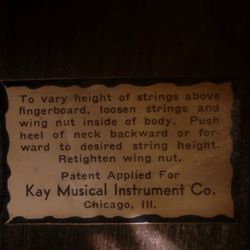 To vary height of strings above
fingerboard, loosen strings and
wing nut inside of body. Push
heel of neck backward or for-
ward to desired string height.
Retighten wing nut.
Patent Applied For
Kay Musical Instrument Co.
Chicago, Ill.